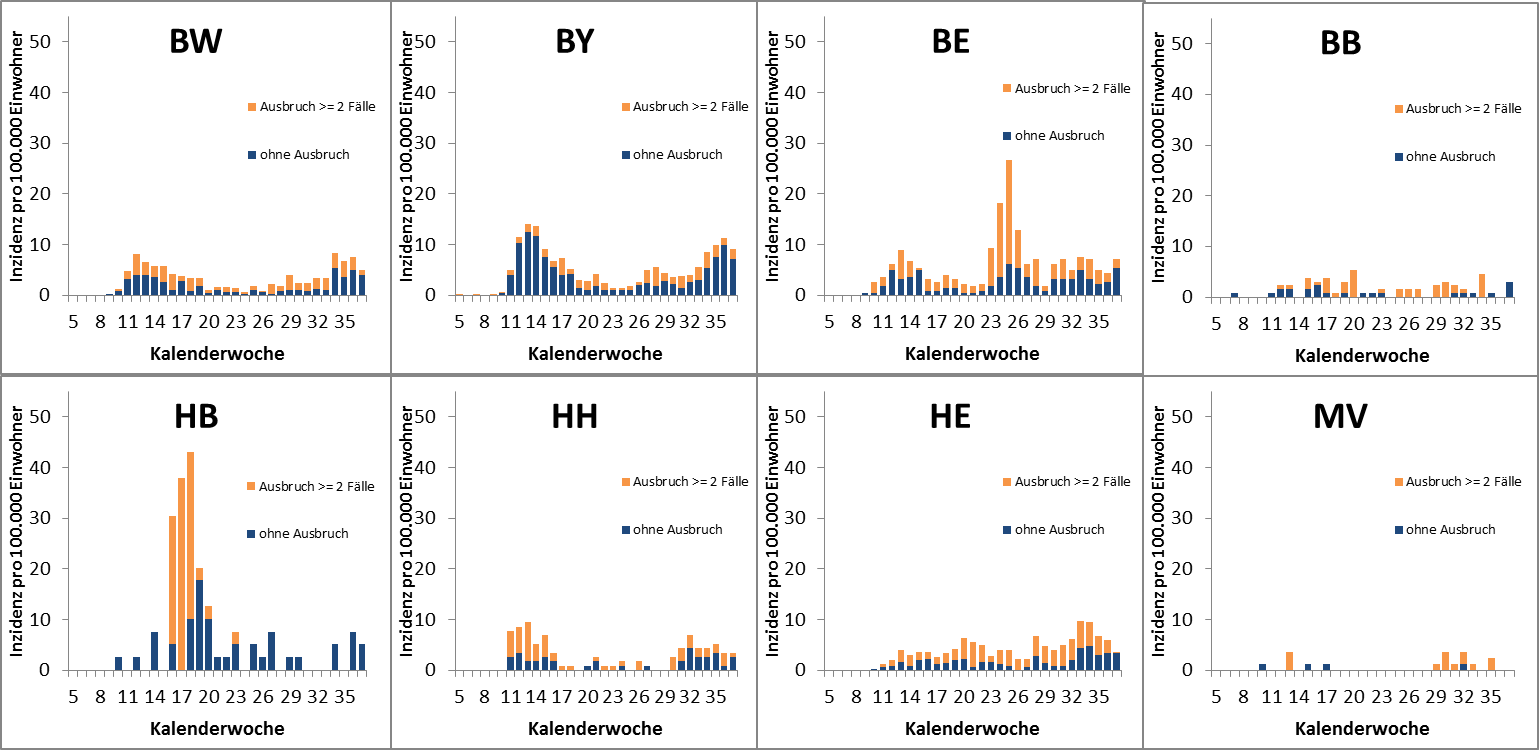 BW
Inzidenz pro 100.000 Einwohner
50
40
30
20
10
0
Ausbruch >= 2 Fälle
ohne Ausbruch
5 8 11 14 17 20 23 26 29 32 35
Kalenderwoche
BY
Inzidenz pro 100.000 Einwohner
50
40
30
20
10
0
Ausbruch >= 2 Fälle
ohne Ausbruch
5 8 11 14 17 20 23 26 29 32 35
Kalenderwoche
BE
Inzidenz pro 100.000 Einwohner
50
40
30
20
10
0
Ausbruch >= 2 Fälle
ohne Ausbruch
5 8 11 14 17 20 23 26 29 32 35
Kalenderwoche
BB
Inzidenz pro 100.000 Einwohner
50
40
30
20
10
0
Ausbruch >= 2 Fälle
ohne Ausbruch
5 8 11 14 17 20 23 26 29 32 35
Kalenderwoche
HB
Inzidenz pro 100.000 Einwohner
50
40
30
20
10
0
Ausbruch >= 2 Fälle
ohne Ausbruch
5 8 11 14 17 20 23 26 29 32 35
Kalenderwoche
HH
Inzidenz pro 100.000 Einwohner
50
40
30
20
10
0
Ausbruch >= 2 Fälle
ohne Ausbruch
5 8 11 14 17 20 23 26 29 32 35
Kalenderwoche
HE
Inzidenz pro 100.000 Einwohner
50
40
30
20
10
0
Ausbruch >= 2 Fälle
ohne Ausbruch
5 8 11 14 17 20 23 26 29 32 35
Kalenderwoche
MV
Inzidenz pro 100.000 Einwohner
50
40
30
20
10
0
Ausbruch >= 2 Fälle
ohne Ausbruch
5 8 11 14 17 20 23 26 29 32 35
Kalenderwoche